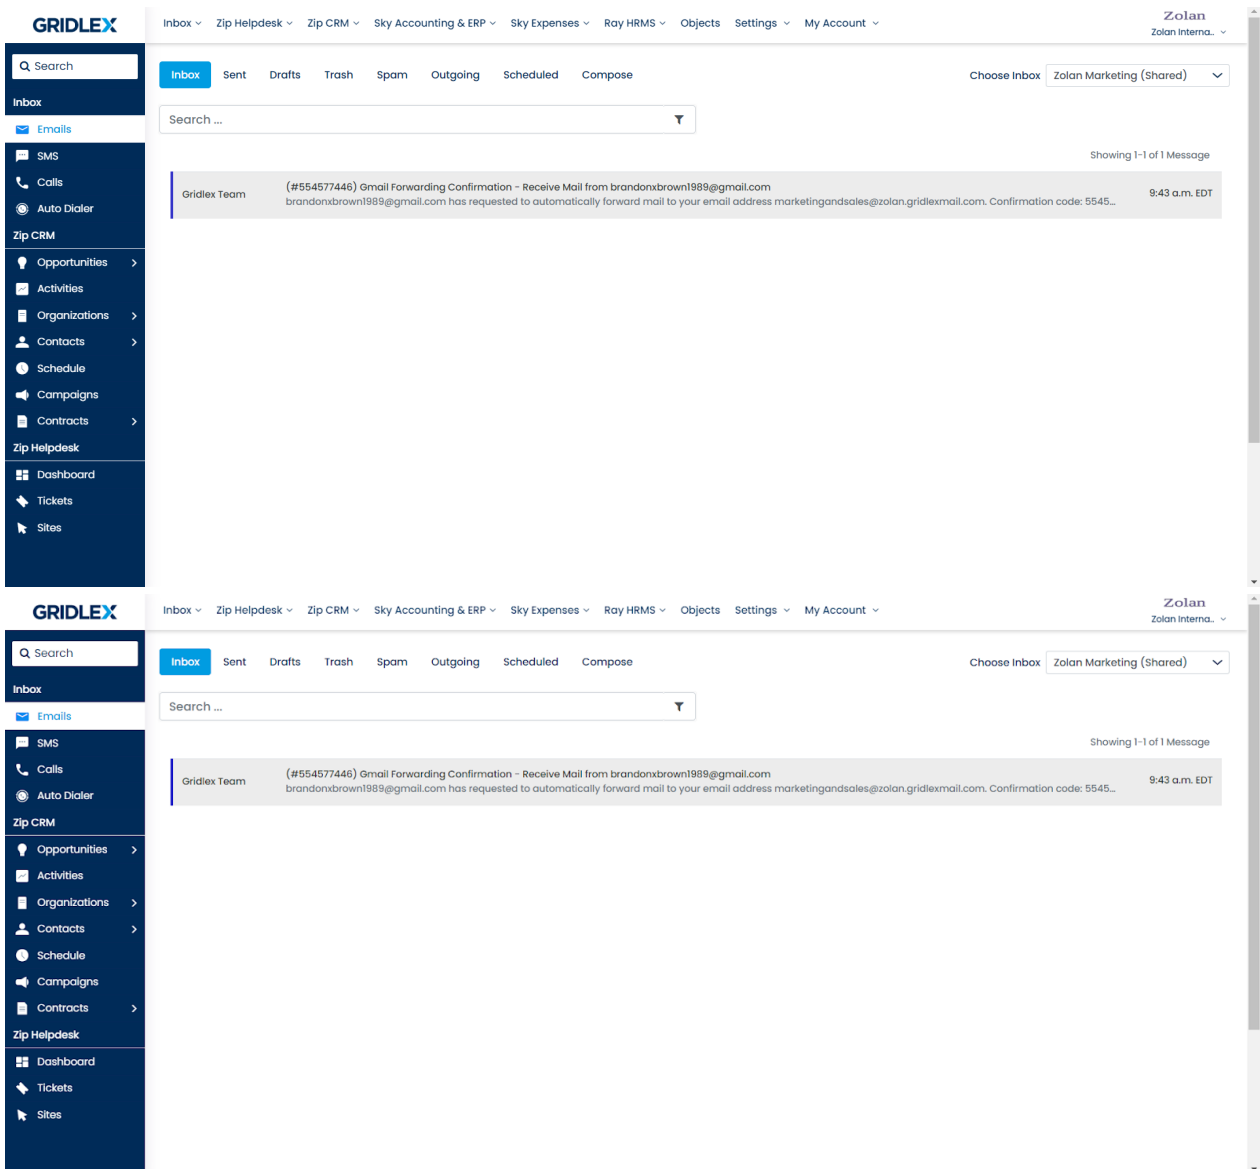 GRIDLEX
Inbox Zip Helpdesk Zip CRM Sky Accounting & ERP Sky Expenses Ray HRMS Objects Settings My Account
Zolan
Zolan Interna..
Search
Inbox Sent Drafts Trash Spam Outgoing Scheduled Compose
Choose Inbox Zolan Marketing (Shared)
Inbox
Search ...
Emails
SMS
Showing 1-1 of 1 Message
Calls
Gridlex Team
(#554577446) Gmail Forwarding Confirmation - Receive Mail from brandonxbrown1989@gmail.com
brandonxbrown1989@gmail.com has requested to automatically forward mail to your email address marketingandsales@zolan.gridlexmail.com. Confirmation code: 5545...
9:43 a.m. EDT
Auto Dialer
Zip CRM
Opportunities
Activities
Organizations
Contacts
Schedule
Campaigns
Contracts
Zip Helpdesk
Dashboard
Tickets
Sites
GRIDLEX
Inbox Zip Helpdesk Zip CRM Sky Accounting & ERP Sky Expenses Ray HRMS Objects Settings My Account
Zolan
Zolan Interna..
Search
Inbox Sent Drafts Trash Spam Outgoing Scheduled Compose
Choose Inbox Zolan Marketing (Shared)
Inbox
Search ...
Emails
SMS
Showing 1-1 of 1 Message
Calls
Gridlex Team
(#554577446) Gmail Forwarding Confirmation - Receive Mail from brandonxbrown1989@gmail.com
brandonxbrown1989@gmail.com has requested to automatically forward mail to your email address marketingandsales@zolan.gridlexmail.com. Confirmation code: 5545...
9:43 a.m. EDT
Auto Dialer
Zip CRM
Opportunities
Activities
Organizations
Contacts
Schedule
Campaigns
Contracts
Zip Helpdesk
Dashboard
Tickets
Sites